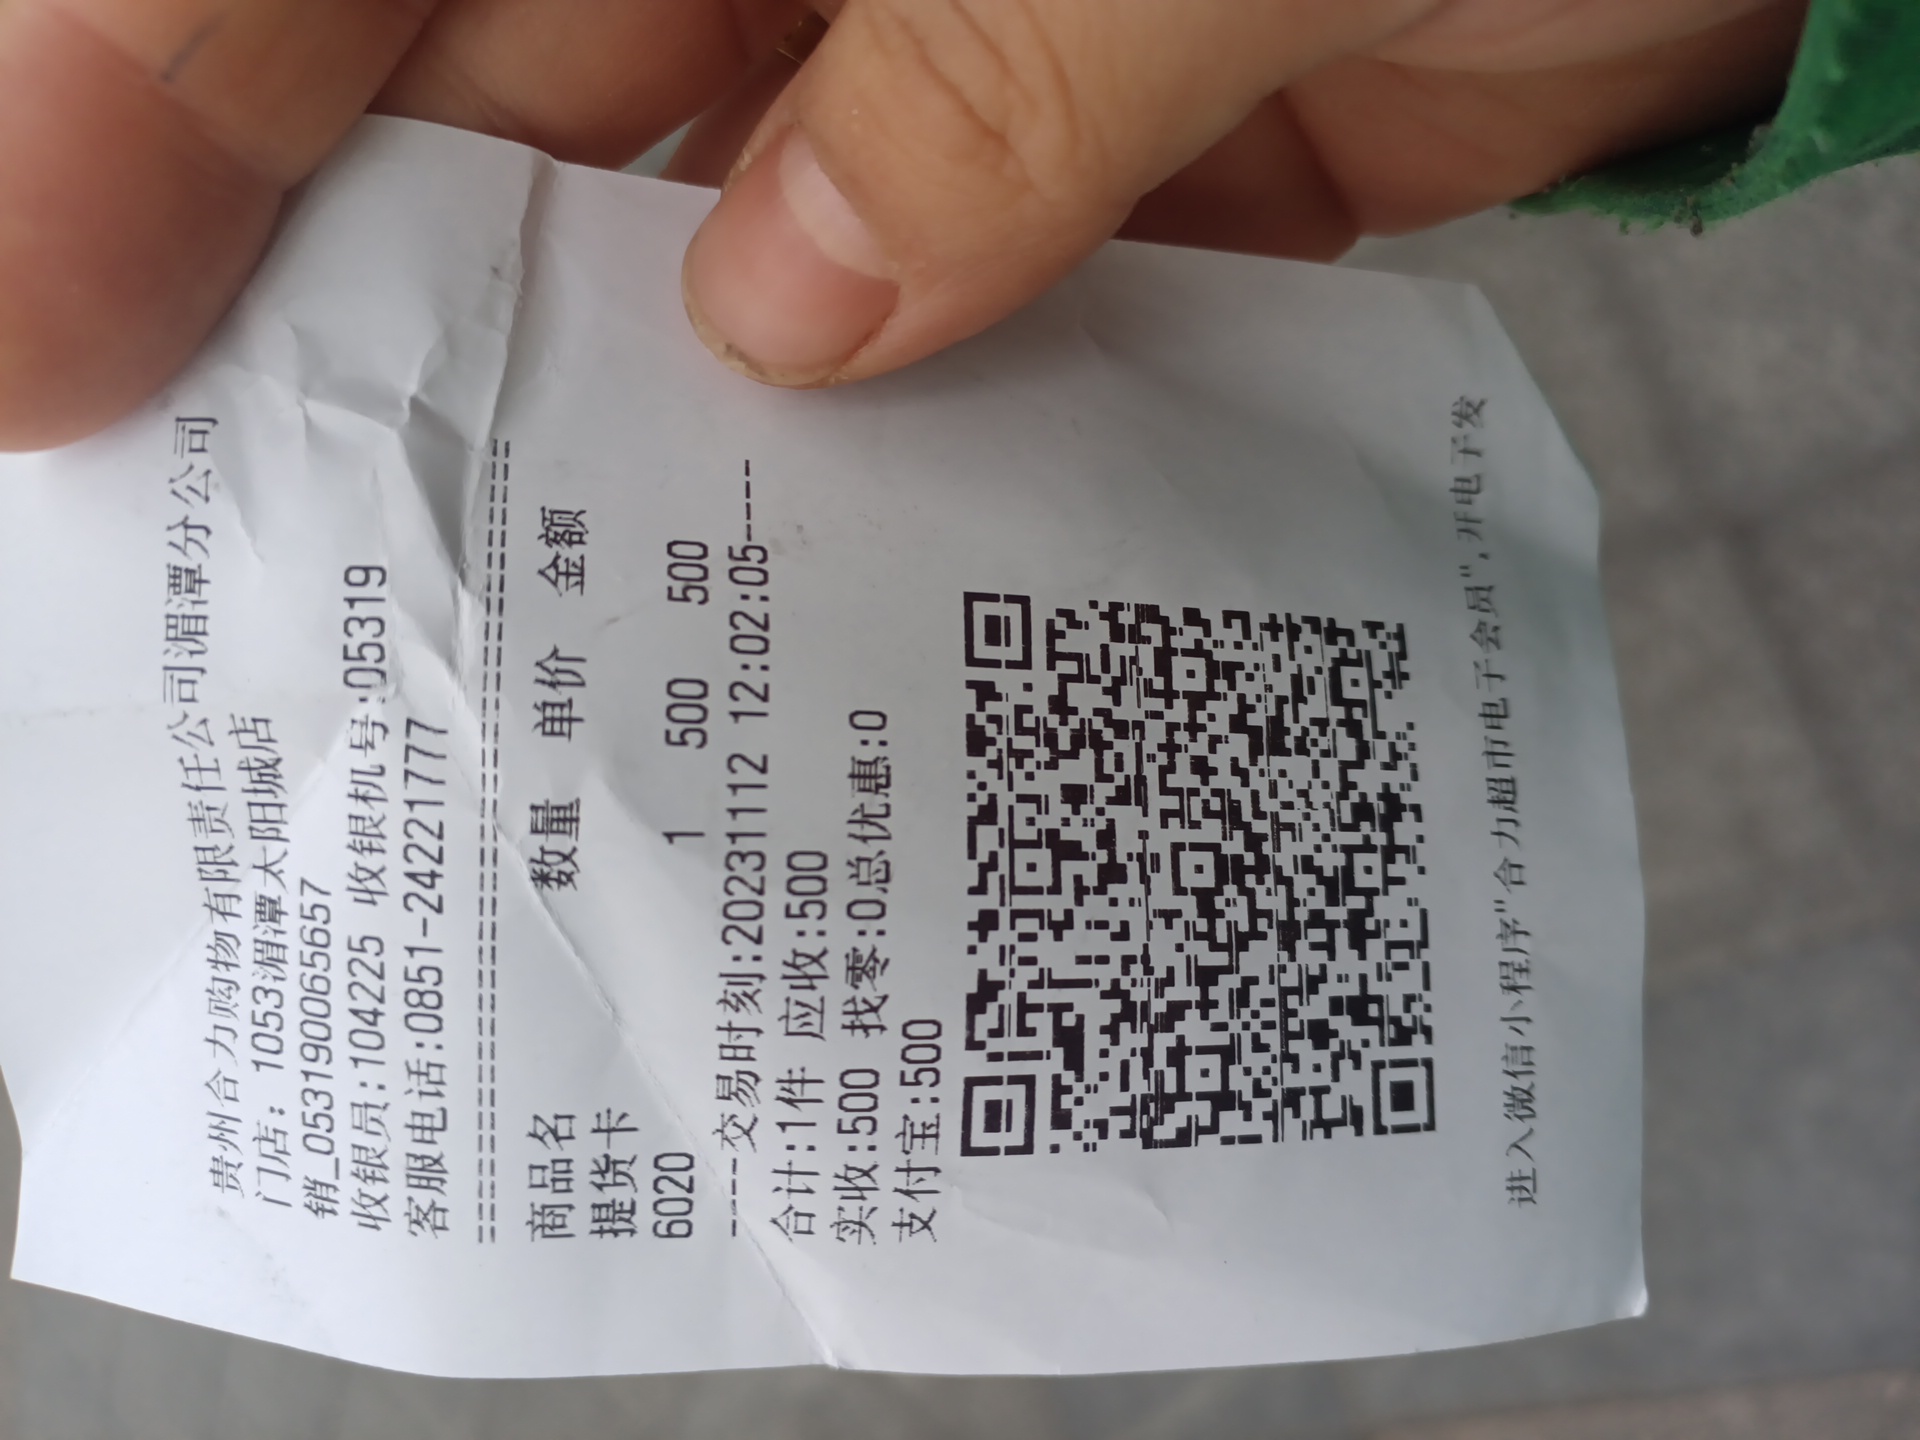 贵州合力购物有限责任公司湄潭分公司
门店：1053湄潭太阳城店
销_053190065657
收银员:104225 收银机号:05319
客服电话:0851-24221777
================================
商品名 数量 单价 金额
提货卡
6020 1 500 500
----交易时刻:20231112 12:02:05----
合计:1件 应收:500
实收:500 找零:0总优惠:0
支付宝:500
进入微信小程序"合力超市电子会员", 开电子发